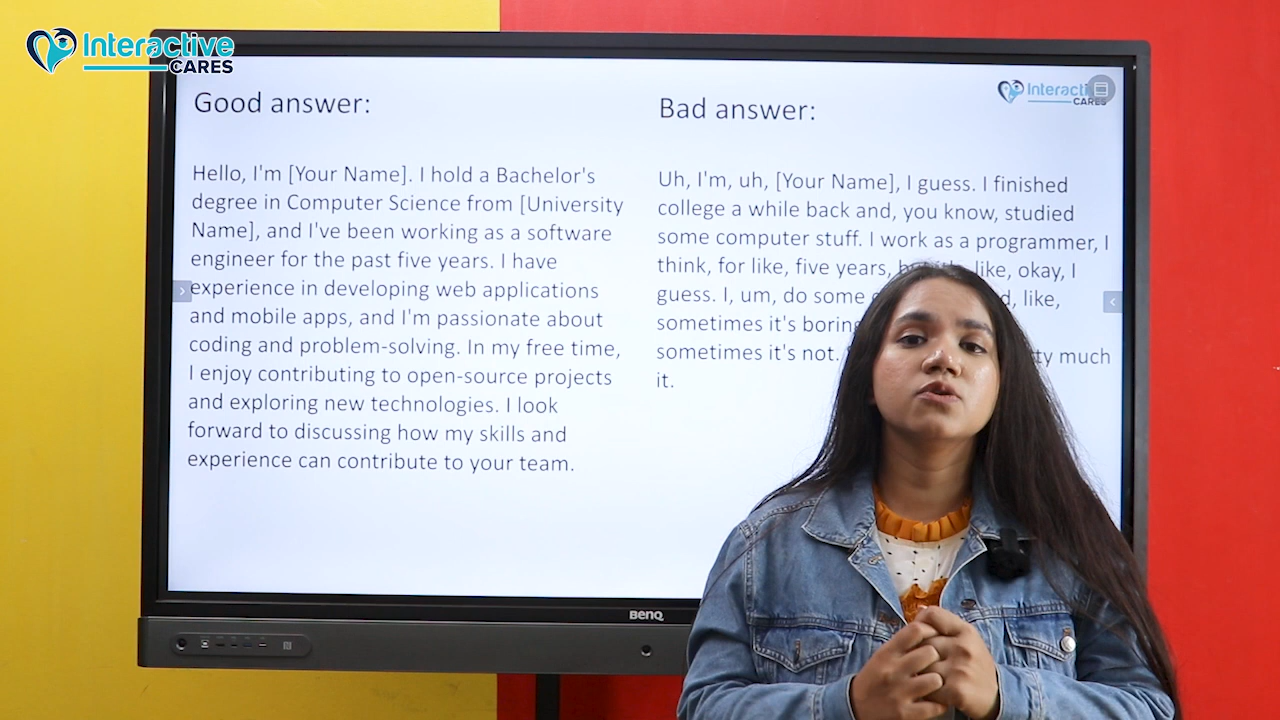 Interactive
CARES
Interacti
CARES
Good answer:
Hello, I'm [Your Name]. I hold a Bachelor's
degree in Computer Science from [University
Name], and I've been working as a software
engineer for the past five years. I have
experience in developing web applications
and mobile apps, and I'm passionate about
coding and problem-solving. In my free time,
I enjoy contributing to open-source projects
and exploring new technologies. I look
forward to discussing how my skills and
experience can contribute to your team.
Bad answer:
Uh, I'm, uh, [Your Name], I guess. I finished
college a while back and, you know, studied
some computer stuff. I work as a programmer, I
think, for like, five years, like, okay, I
guess. I, um, do some like,
sometimes it's boring
sometimes it's not. much
it.
BenQ